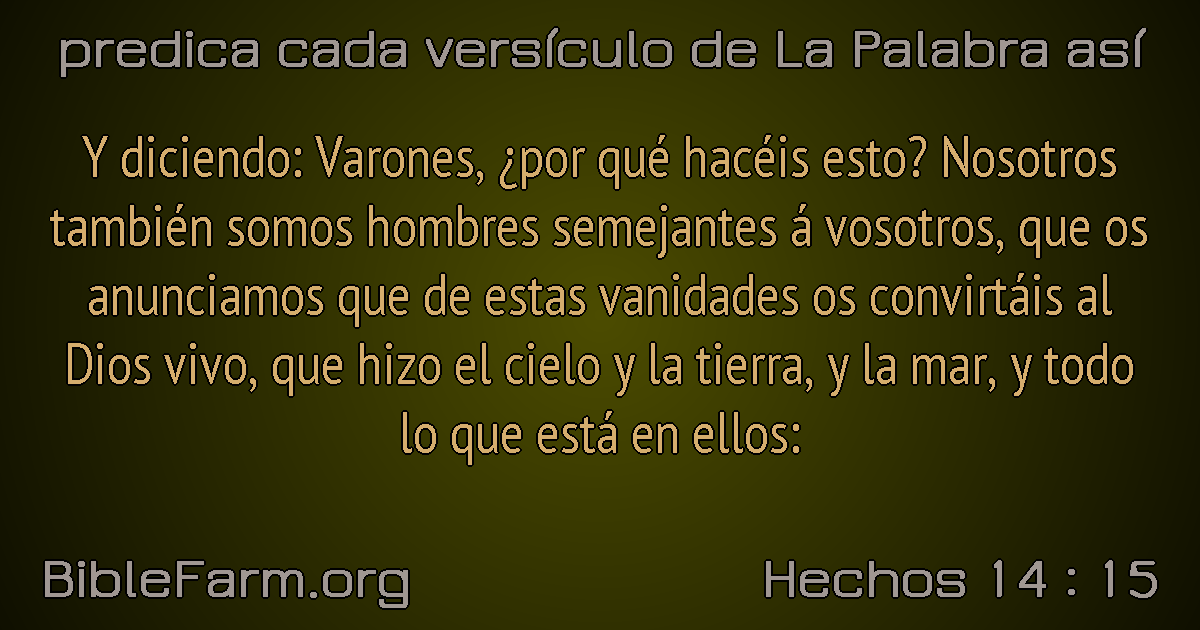 predica cada versículo de La Palabra así
Y diciendo: Varones, ¿por qué hacéis esto? Nosotros
también somos hombres semejantes á vosotros, que os
anunciamos que de estas vanidades os convirtáis al
Dios vivo, que hizo el cielo y la tierra, y la mar, y todo
lo que está en ellos:
BibleFarm.org
Hechos 14 : 15